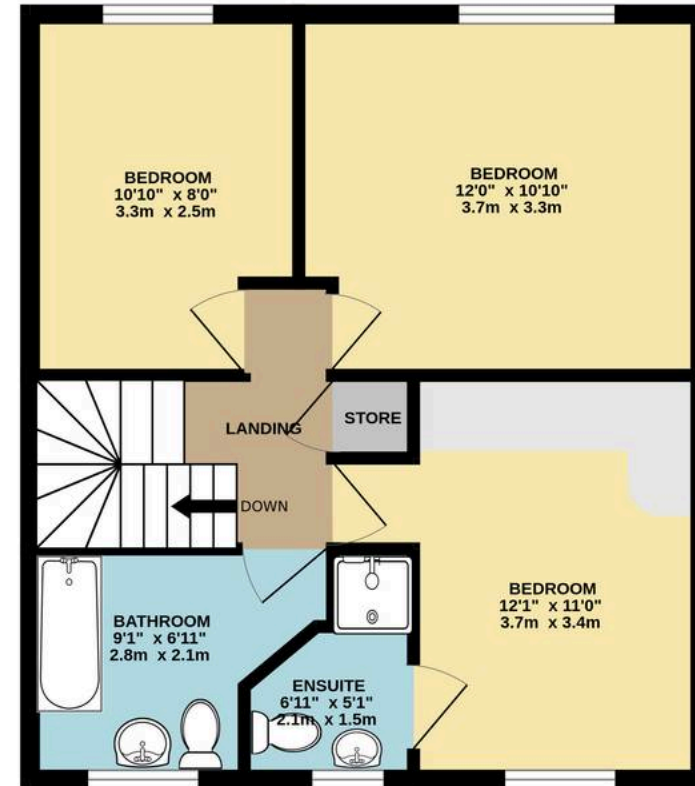 BEDROOM
10'10" x 8'0"
3.3m x 2.5m
BEDROOM
12'0" x 10'10"
3.7m x 3.3m
LANDING
STORE
DOWN
BEDROOM
12'1" x 11'0"
3.7m x 3.4m
BATHROOM
9'1" x 6'11"
2.8m x 2.1m
ENSUITE
6'11" x 5'1"
2.1m x 1.5m